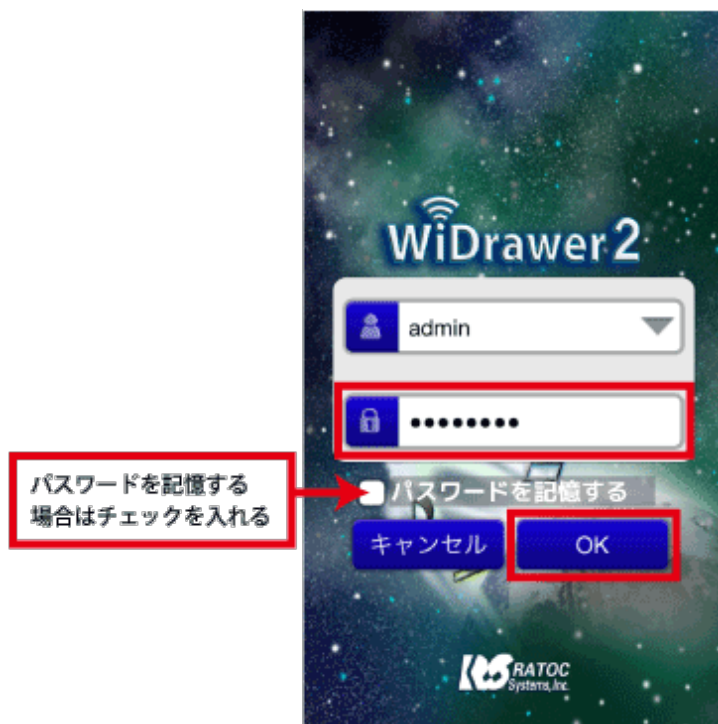 WiDrawer 2
admin
••••••••
パスワードを記憶する
場合はチェックを入れる
パスワードを記憶する
キャンセル
OK
RATOC
Systems, Inc.